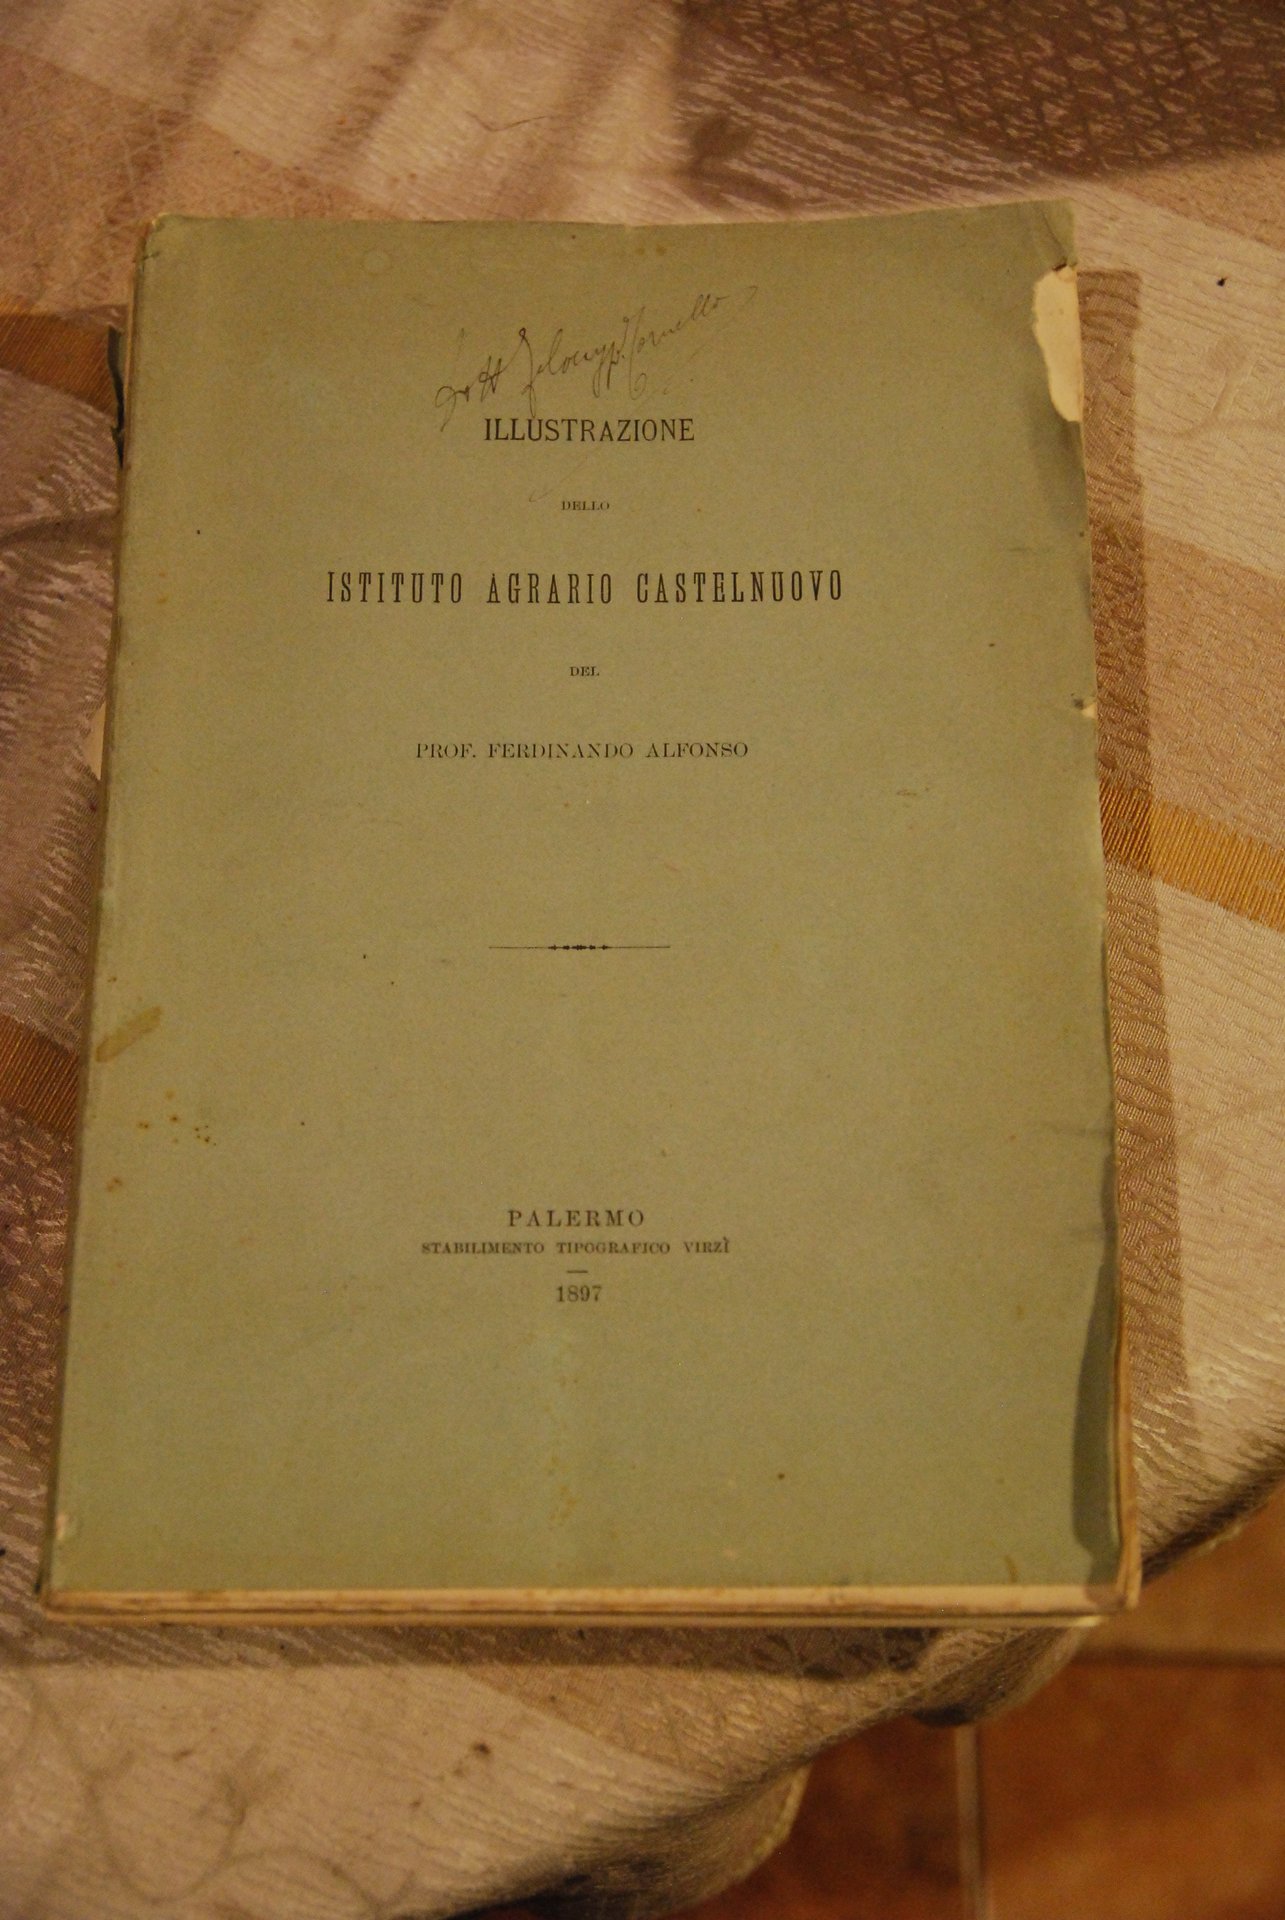 ILLUSTRAZIONE
DELLO
ISTITUTO AGRARIO CASTELNUOVO
DEL
PROF. FERDINANDO ALFONSO
PALERMO
STABILIMENTO TIPOGRAFICO VIRZÌ
1897